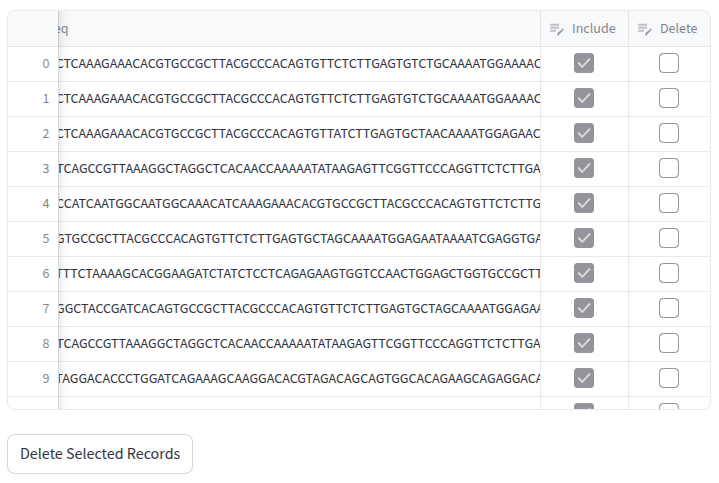 eq Include Delete
0 CTCAAAGAAACACGTGCCGCTTACGCCCACAGTGTTCTCTTGAGTGTCTGCAAAATGGAAAAC
1 CTCAAAGAAACACGTGCCGCTTACGCCCACAGTGTTCTCTTGAGTGTCTGCAAAATGGAAAAC
2 CTCAAAGAAACACGTGCCGCTTACGCCCACAGTGTTATCTTGAGTGCTAACAAAATGGAGAAC
3 TCAGCCGTTAAAGGCTAGGCTCACAACCAAAAATATAAGAGTTCGGTTCCCAGGTTCTCTTGA
4 CCATCAATGGCAATGGCAAACATCAAAGAAACACGTGCCGCTTACGCCCACAGTGTTCTCTTG
5 GTGCCGCTTACGCCCACAGTGTTCTCTTGAGTGCTAGCAAAATGGAGAATAAAATCGAGGTGA
6 TTTCTAAAAGCACGGAAGATCTATCTCCTCAGAGAAGTGGTCCAACTGGAGCTGGTGCCGCTT
7 GGCTACCGATCACAGTGCCGCTTACGCCCACAGTGTTCTCTTGAGTGCTAGCAAAATGGAGAA
8 TCAGCCGTTAAAGGCTAGGCTCACAACCAAAAATATAAGAGTTCGGTTCCCAGGTTCTCTTGA
9 TAGGACACCCTGGATCAGAAAGCAAGGACACGTAGACAGCAGTGGCACAGAAGCAGAGGACA
Delete Selected Records